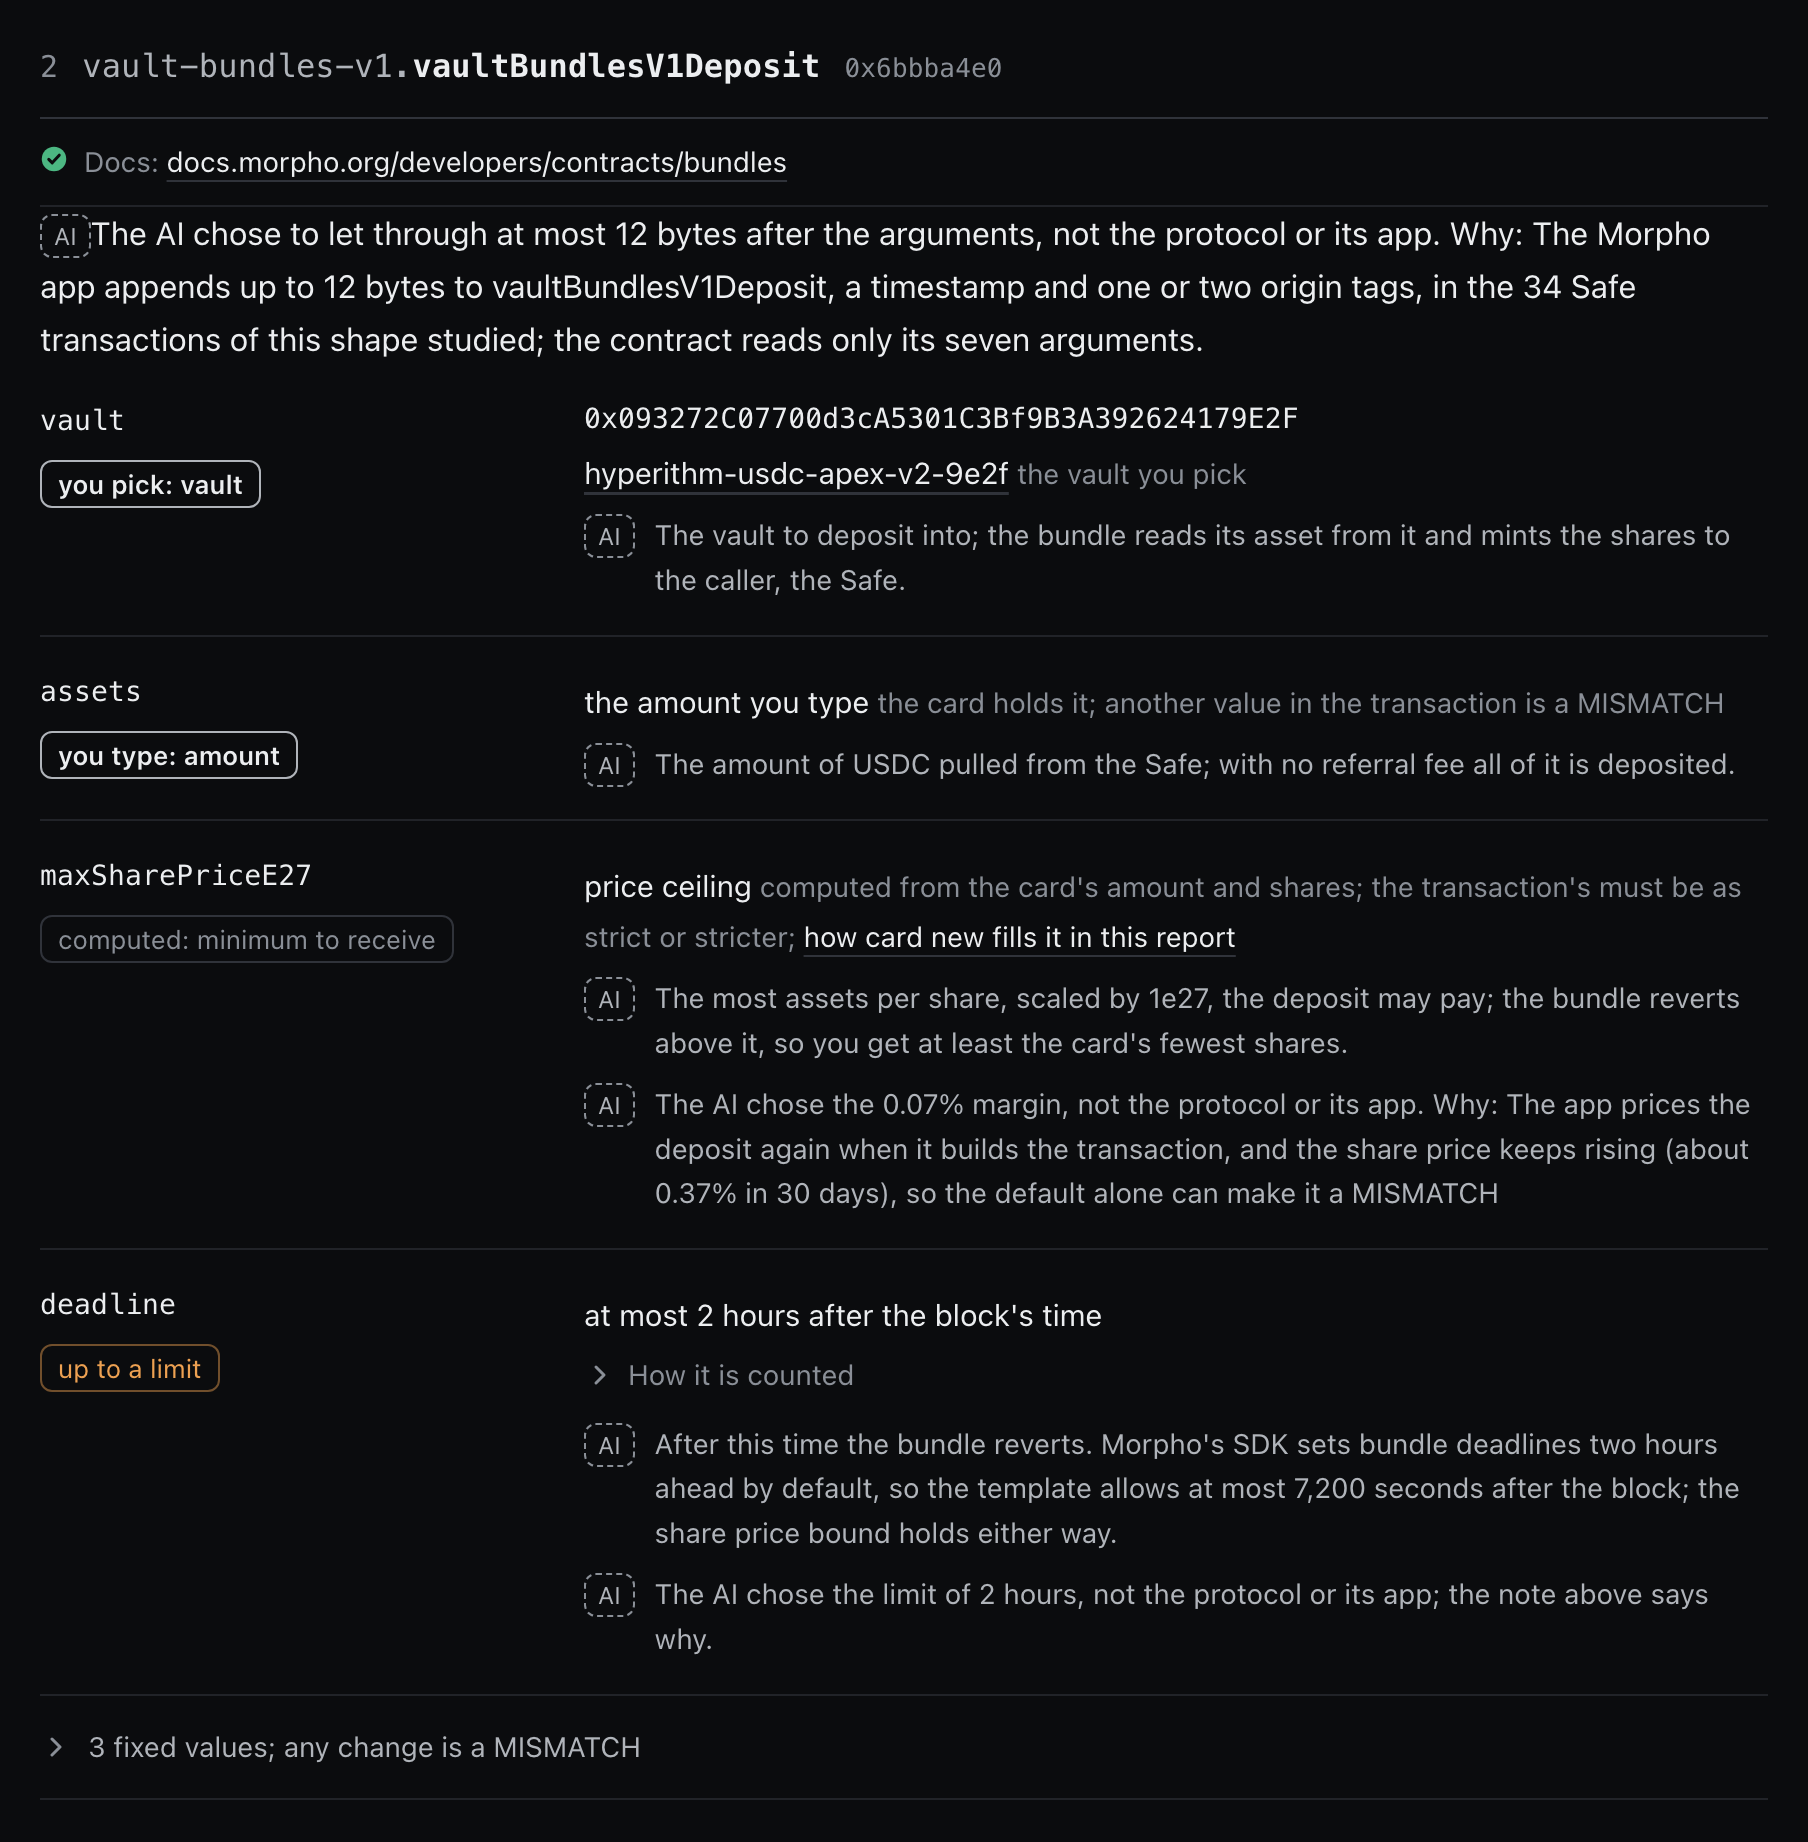 2 vault-bundles-v1.vaultBundlesV1Deposit 0x6bbba4e0
Docs: docs.morpho.org/developers/contracts/bundles
AI The AI chose to let through at most 12 bytes after the arguments, not the protocol or its app. Why: The Morpho
app appends up to 12 bytes to vaultBundlesV1Deposit, a timestamp and one or two origin tags, in the 34 Safe
transactions of this shape studied; the contract reads only its seven arguments.
vault
you pick: vault
0x093272C07700d3cA5301C3Bf9B3A392624179E2F
hyperithm-usdc-apex-v2-9e2f the vault you pick
AI The vault to deposit into; the bundle reads its asset from it and mints the shares to
the caller, the Safe.
assets
you type: amount
the amount you type the card holds it; another value in the transaction is a MISMATCH
AI The amount of USDC pulled from the Safe; with no referral fee all of it is deposited.
maxSharePriceE27
computed: minimum to receive
price ceiling computed from the card's amount and shares; the transaction's must be as
strict or stricter; how card new fills it in this report
AI The most assets per share, scaled by 1e27, the deposit may pay; the bundle reverts
above it, so you get at least the card's fewest shares.
AI The AI chose the 0.07% margin, not the protocol or its app. Why: The app prices the
deposit again when it builds the transaction, and the share price keeps rising (about
0.37% in 30 days), so the default alone can make it a MISMATCH
deadline
up to a limit
at most 2 hours after the block's time
How it is counted
AI After this time the bundle reverts. Morpho's SDK sets bundle deadlines two hours
ahead by default, so the template allows at most 7,200 seconds after the block; the
share price bound holds either way.
AI The AI chose the limit of 2 hours, not the protocol or its app; the note above says
why.
3 fixed values; any change is a MISMATCH